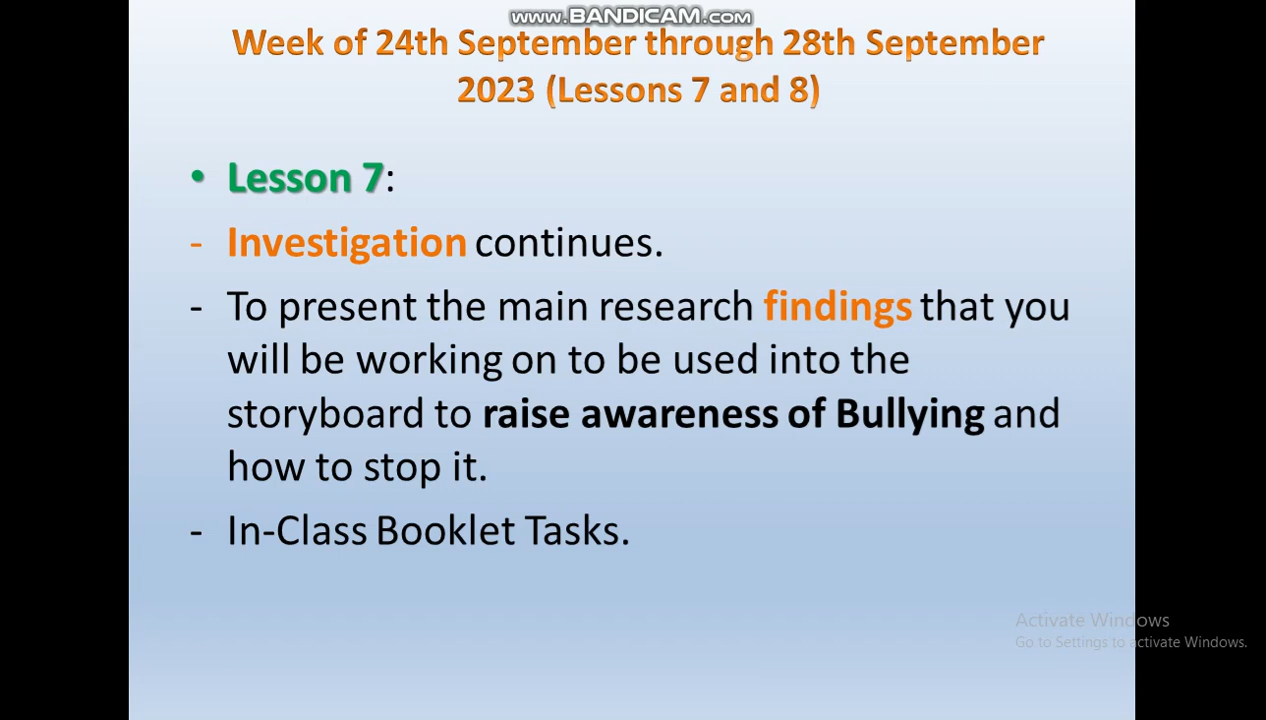 www.BANDICAM.com
Week of 24th September through 28th September
2023 (Lessons 7 and 8)
• Lesson 7:
- Investigation continues.
- To present the main research findings that you
will be working on to be used into the
storyboard to raise awareness of Bullying and
how to stop it.
- In-Class Booklet Tasks.
Activate Windows
Go to Settings to activate Windows.